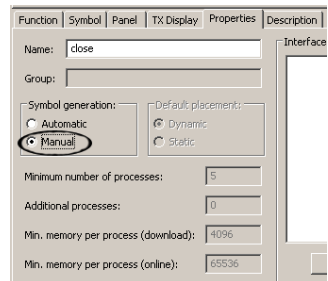 Function Symbol Panel TX Display Properties Description
Name: close
Interface
Group:
Symbol generation: Default placement:
Automatic Dynamic
Manual Static
Minimum number of processes: 5
Additional processes: 0
Min. memory per process (download): 4096
Min. memory per process (online): 65536